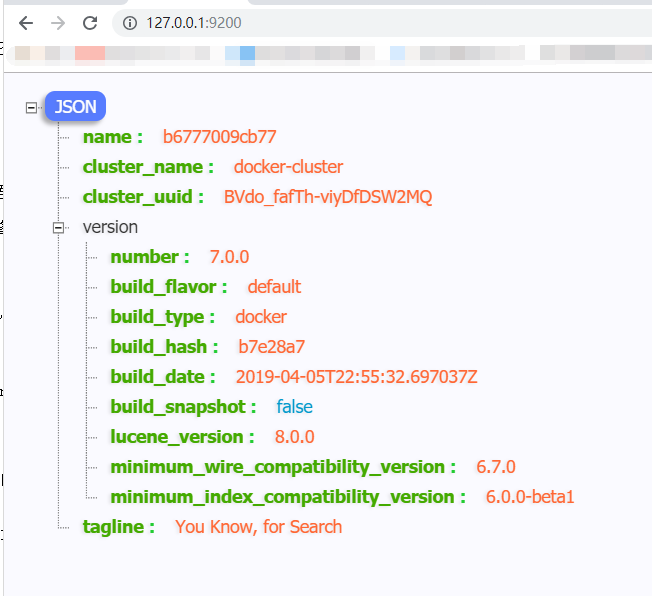 127.0.0.1:9200
JSON
name : b6777009cb77
cluster_name : docker-cluster
cluster_uuid : BVdo_fafTh-viyDfDSW2MQ
version
number : 7.0.0
build_flavor : default
build_type : docker
build_hash : b7e28a7
build_date : 2019-04-05T22:55:32.697037Z
build_snapshot : false
lucene_version : 8.0.0
minimum_wire_compatibility_version : 6.7.0
minimum_index_compatibility_version : 6.0.0-beta1
tagline : You Know, for Search